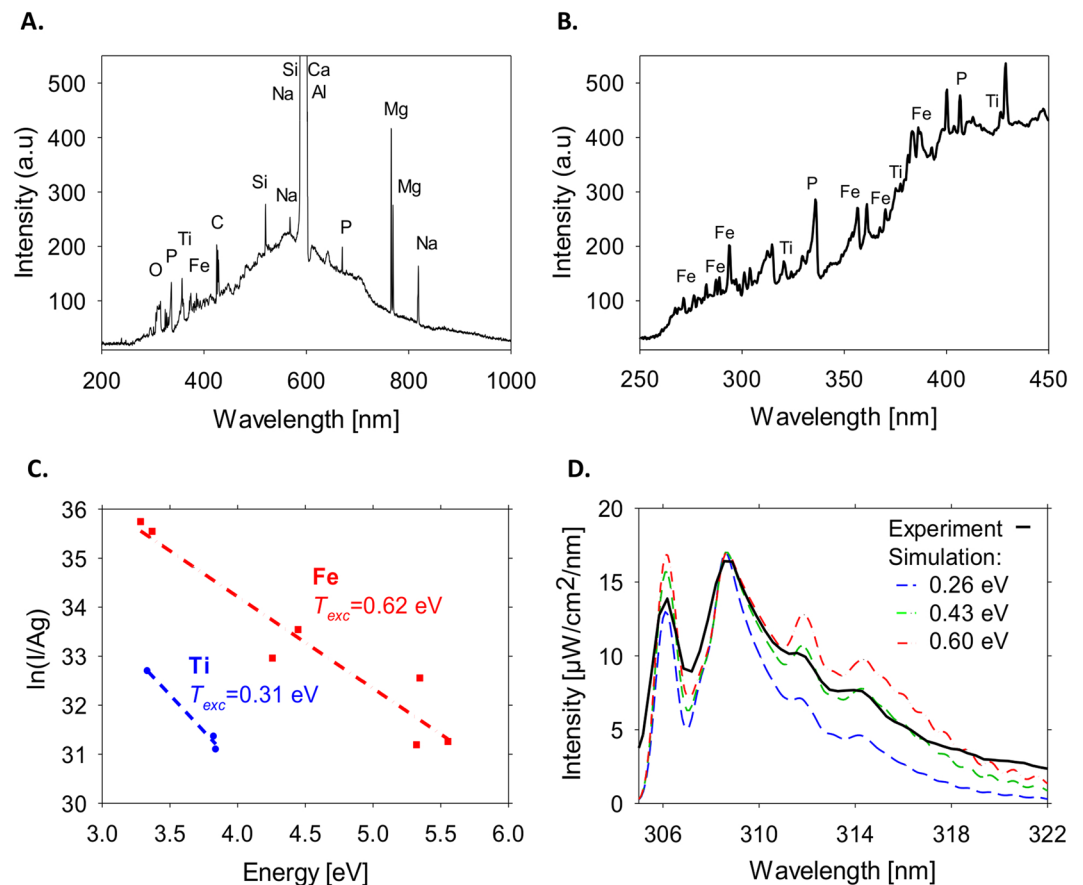 A.
Intensity (a.u)
500
400
300
200
100
Si
Ca
Na
Al
Mg
Mg
Si
Na
C
P
Na
Ti
O
P
Fe
200
400
600
800
1000
Wavelength [nm]
B.
Intensity (a.u)
500
400
300
200
100
P
Ti
Fe
P
Ti
Fe
Fe
Fe
Ti
Fe
Fe
250
300
350
400
450
Wavelength [nm]
C.
ln(I/Ag)
36
35
34
33
32
31
30
Fe
Texc=0.62 eV
Ti
Texc=0.31 eV
3.0
3.5
4.0
4.5
5.0
5.5
6.0
Energy [eV]
D.
Intensity [µW/cm2/nm]
20
15
10
5
0
Experiment
Simulation:
0.26 eV
0.43 eV
0.60 eV
306
310
314
318
322
Wavelength [nm]